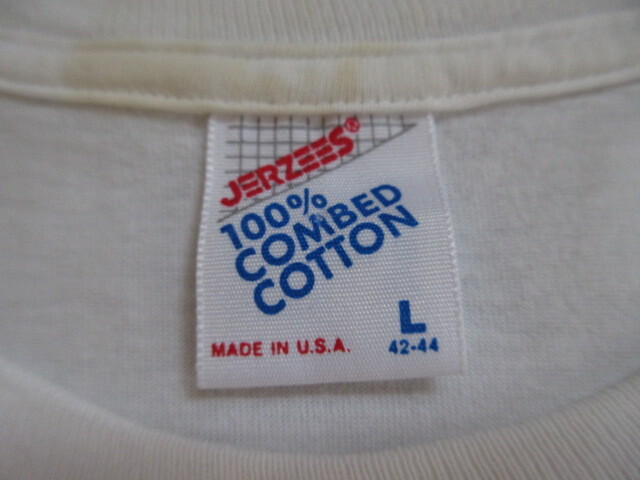 JERZEES®
100%
COMBED
COTTON
L
MADE IN U.S.A. 42-44